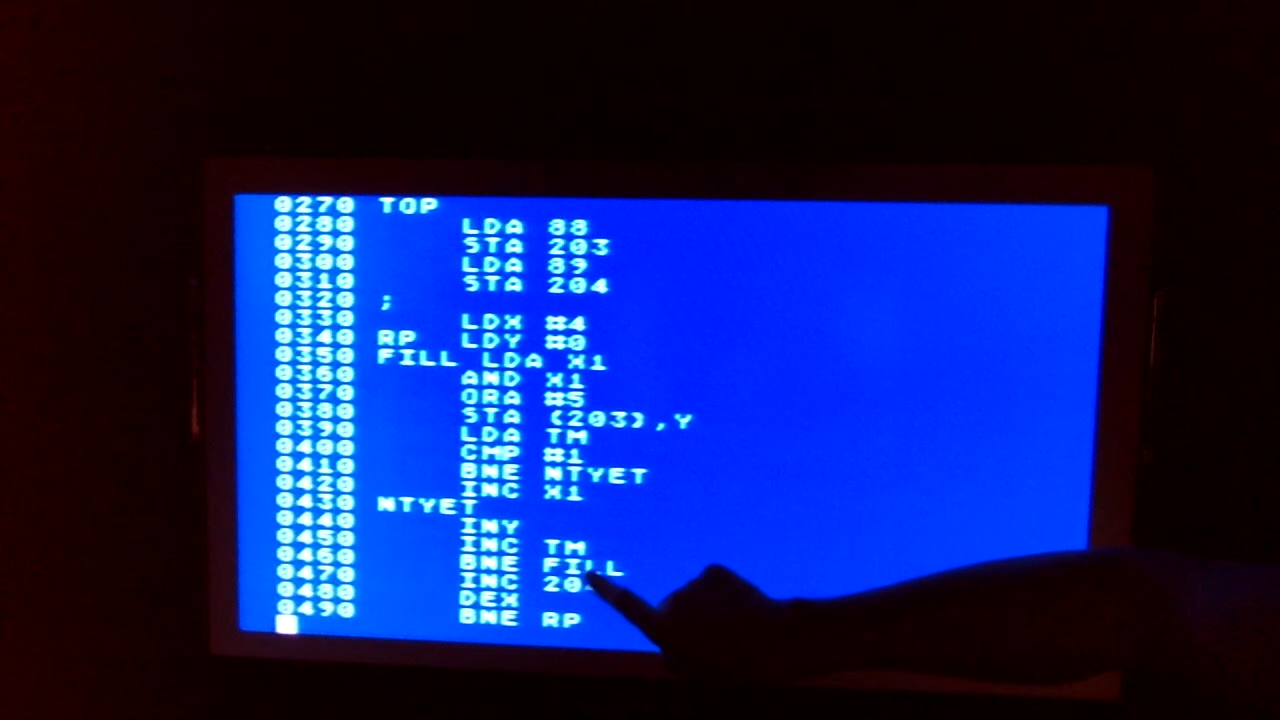 0270 TOP
0280 LDA 88
0290 STA 203
0300 LDA 89
0310 STA 204
0320 ;
0330 LDX #4
0340 RP LDY #0
0350 FILL LDA X1
0360 AND X1
0370 ORA #5
0380 STA (203),Y
0390 LDA TM
0400 CMP #1
0410 BNE NTYET
0420 INC X1
0430 NTYET
0440 INY
0450 INC TM
0460 BNE FILL
0470 INC
0480 DEX
0490 BNE RP